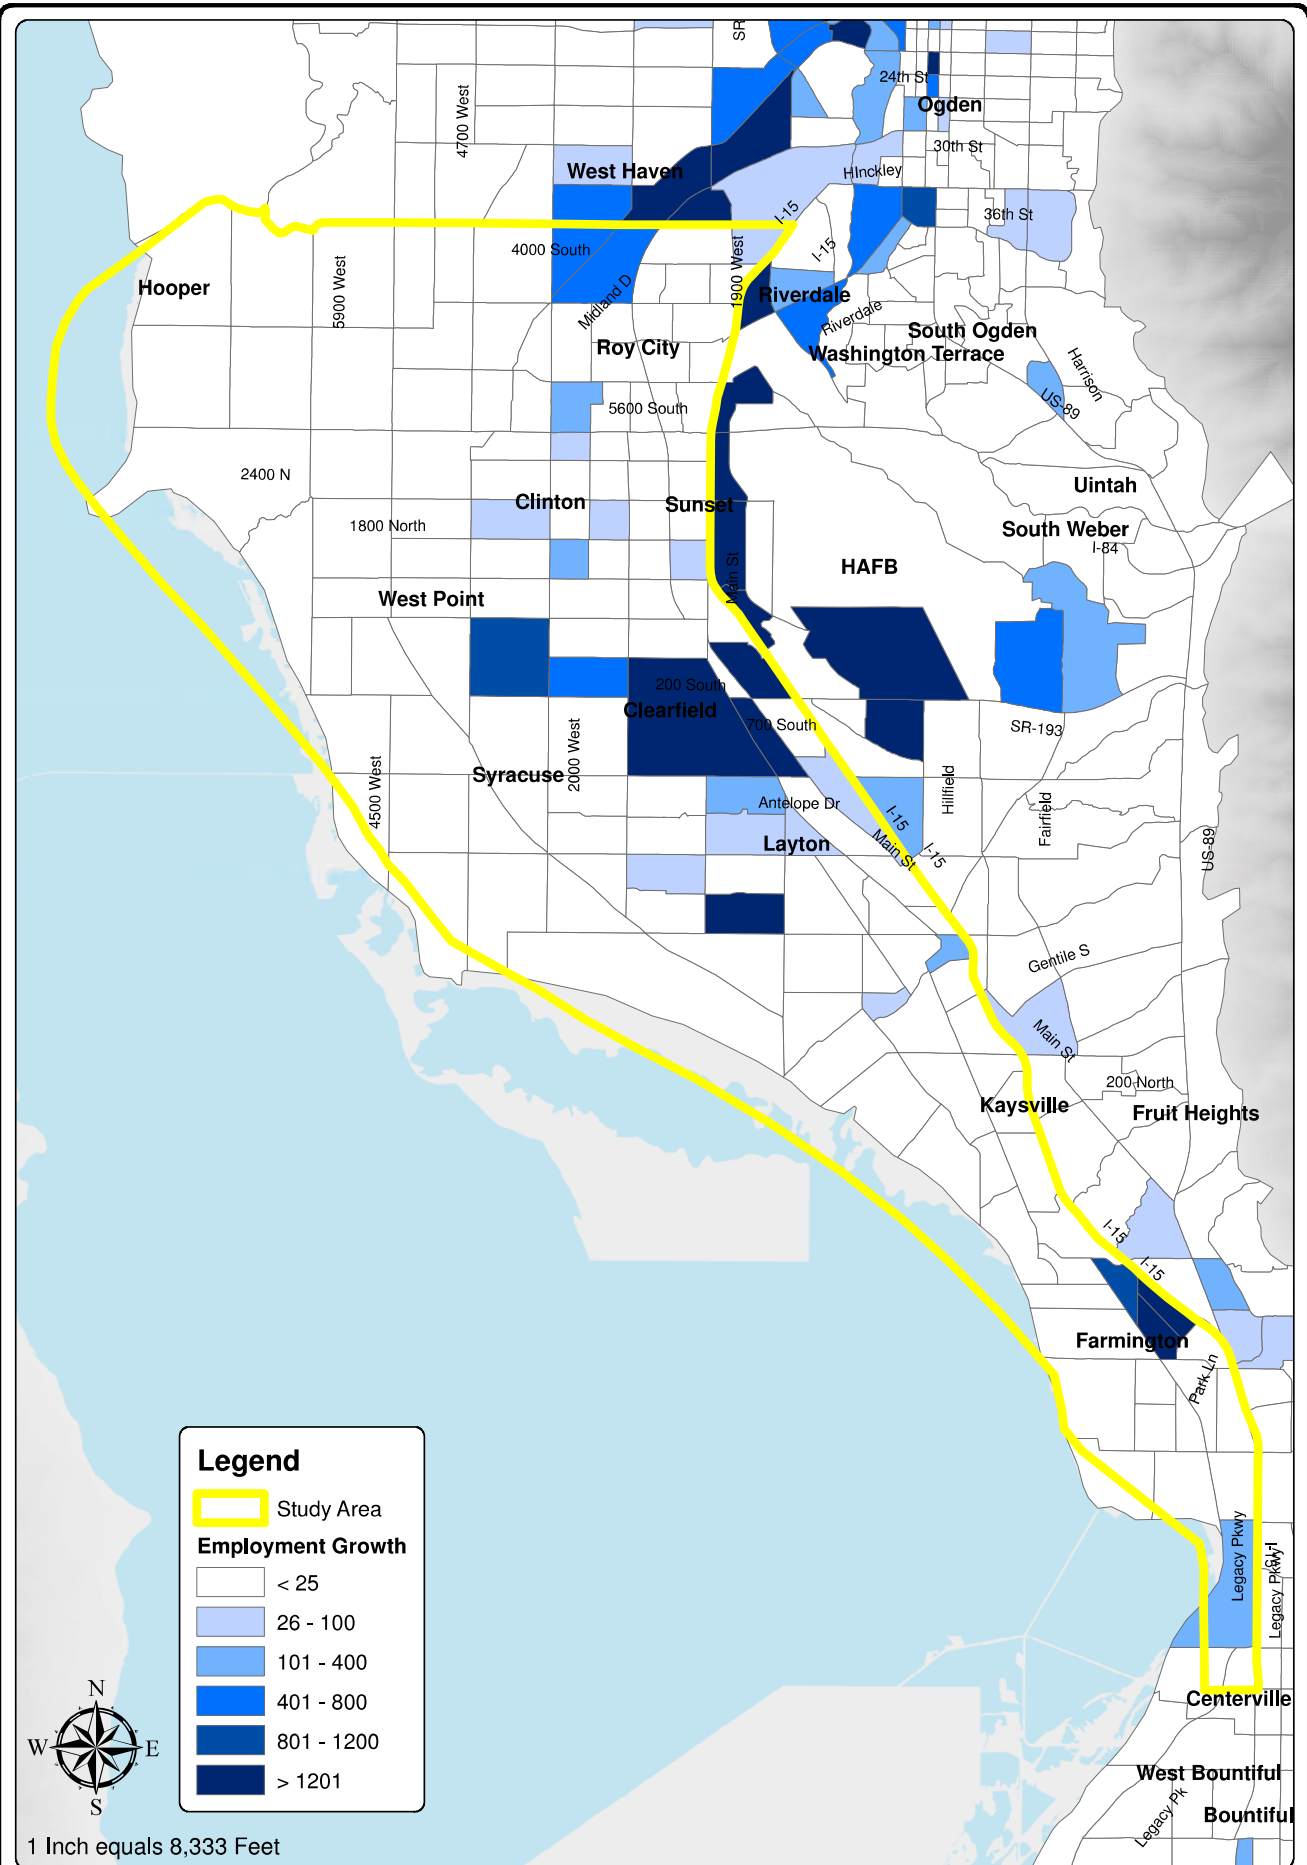 SR
24th St
Ogden
4700 West
30th St
West Haven
HInckley
I-15
36th St
4000 South
1900 West
I-15
5900 West
Hooper
Midland D
Riverdale
Riverdale
South Ogden
Roy City
Washington Terrace
Harrison
US-89
5600 South
2400 N
Uintah
Clinton
Sunset
1800 North
South Weber
I-84
Main St
HAFB
West Point
200 South
Clearfield
700 South
SR-193
2000 West
Syracuse
4500 West
Antelope Dr
Hillfield
Fairfield
I-15
Layton
Main St
I-15
US-89
Gentile S
Main St
200 North
Kaysville
Fruit Heights
I-15
I-15
Farmington
Park Ln
Legend
Study Area
Employment Growth
< 25
26 - 100
101 - 400
401 - 800
801 - 1200
> 1201
Legacy Pkwy
I-15
Legacy Pkwy
N
W
E
S
Centerville
West Bountiful
Legacy Pk
Bountiful
1 Inch equals 8,333 Feet